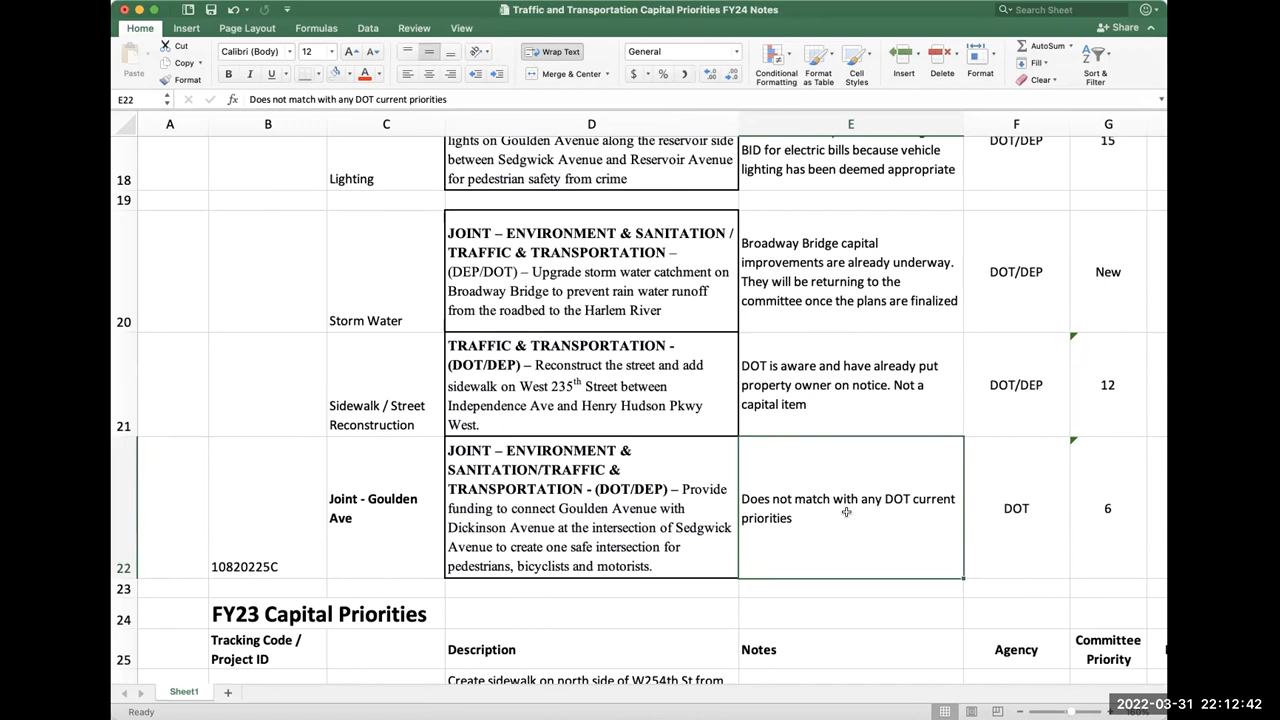 Traffic and Transportation Capital Priorities FY24 Notes
Search Sheet
Home Insert Page Layout Formulas Data Review View
Share
Paste
Cut
Copy
Format
Calibri (Body) 12
B I U
Wrap Text
Merge & Center
General
$ %
Conditional
Formatting
Format
as Table
Cell
Styles
Insert Delete Format
AutoSum
Fill
Clear
Sort &
Filter
E22 fx Does not match with any DOT current priorities
A B C D E F G
18
Lighting
lights on Goulden Avenue along the reservoir side
between Sedgwick Avenue and Reservoir Avenue
for pedestrian safety from crime
BID for electric bills because vehicle
lighting has been deemed appropriate
DOT/DEP
15
19
20
Storm Water
JOINT – ENVIRONMENT & SANITATION /
TRAFFIC & TRANSPORTATION –
(DEP/DOT) – Upgrade storm water catchment on
Broadway Bridge to prevent rain water runoff
from the roadbed to the Harlem River
Broadway Bridge capital
improvements are already underway.
They will be returning to the
committee once the plans are finalized
DOT/DEP
New
21
Sidewalk / Street
Reconstruction
TRAFFIC & TRANSPORTATION -
(DOT/DEP) – Reconstruct the street and add
sidewalk on West 235th Street between
Independence Ave and Henry Hudson Pkwy
West.
DOT is aware and have already put
property owner on notice. Not a
capital item
DOT/DEP
12
22
10820225C
Joint - Goulden
Ave
JOINT – ENVIRONMENT &
SANITATION/TRAFFIC &
TRANSPORTATION - (DOT/DEP) – Provide
funding to connect Goulden Avenue with
Dickinson Avenue at the intersection of Sedgwick
Avenue to create one safe intersection for
pedestrians, bicyclists and motorists.
Does not match with any DOT current
priorities
DOT
6
23
24
FY23 Capital Priorities
25
Tracking Code /
Project ID
Description
Notes
Agency
Committee
Priority
Create sidewalk on north side of W254th St from
Sheet1
Ready
2022-03-31 22:12:42